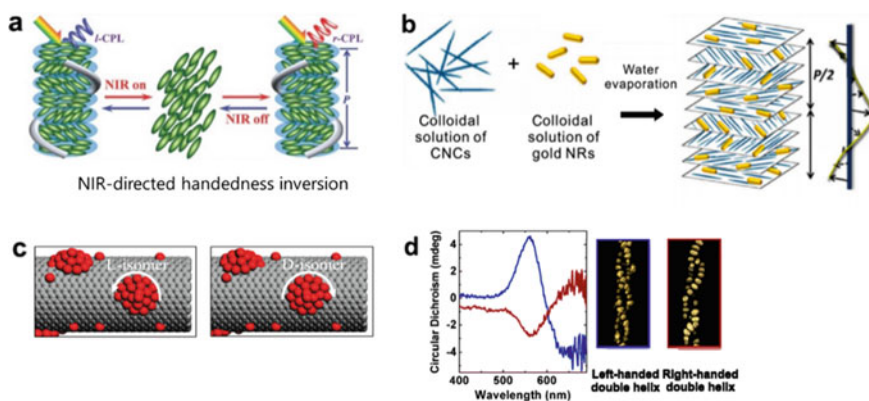 a
l-CPL
r-CPL
NIR on
NIR off
P
NIR-directed handedness inversion
b
Colloidal
solution of
CNCs
+
Colloidal
solution of
gold NRs
Water
evaporation
P/2
c
L-isomer
D-isomer
d
Circular Dichroism (mdeg)
4
2
0
-2
-4
400
500
600
Wavelength (nm)
Left-handed
double helix
Right-handed
double helix